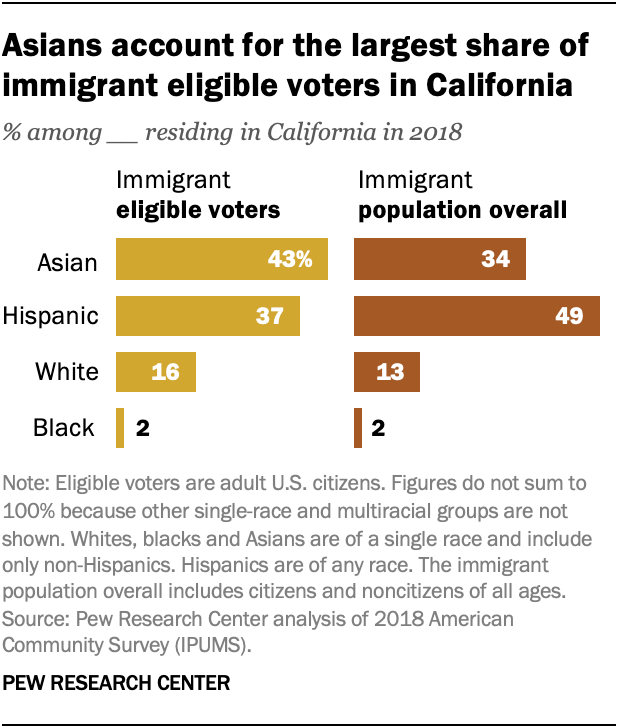 Asians account for the largest share of
immigrant eligible voters in California
% among __ residing in California in 2018
Immigrant
eligible voters
Immigrant
population overall
Asian 43% 34
Hispanic 37 49
White 16 13
Black 2 2
Note: Eligible voters are adult U.S. citizens. Figures do not sum to
100% because other single-race and multiracial groups are not
shown. Whites, blacks and Asians are of a single race and include
only non-Hispanics. Hispanics are of any race. The immigrant
population overall includes citizens and noncitizens of all ages.
Source: Pew Research Center analysis of 2018 American
Community Survey (IPUMS).
PEW RESEARCH CENTER